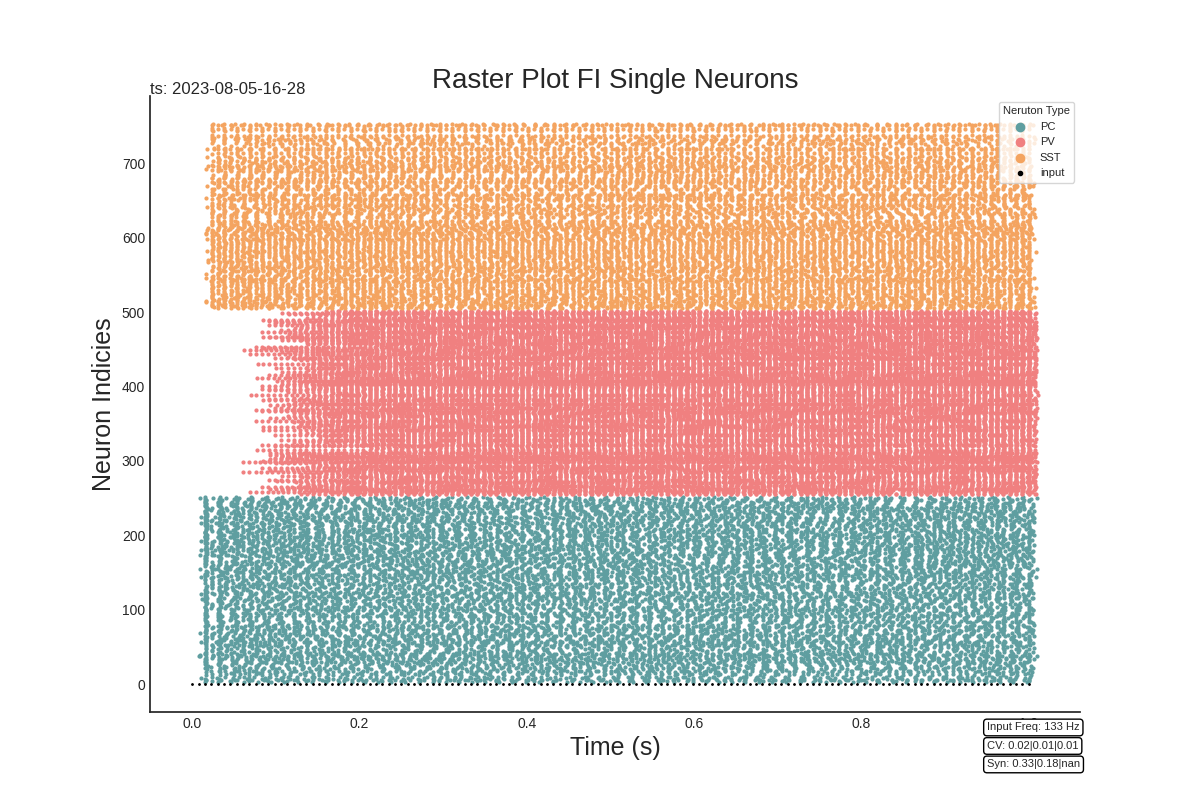 Raster Plot FI Single Neurons
ts: 2023-08-05-16-28
Neruton Type
PC
PV
SST
input
700
600
500
400
300
200
100
0
Neuron Indicies
0.0 0.2 0.4 0.6 0.8
Time (s)
Input Freq: 133 Hz
CV: 0.02|0.01|0.01
Syn: 0.33|0.18|nan